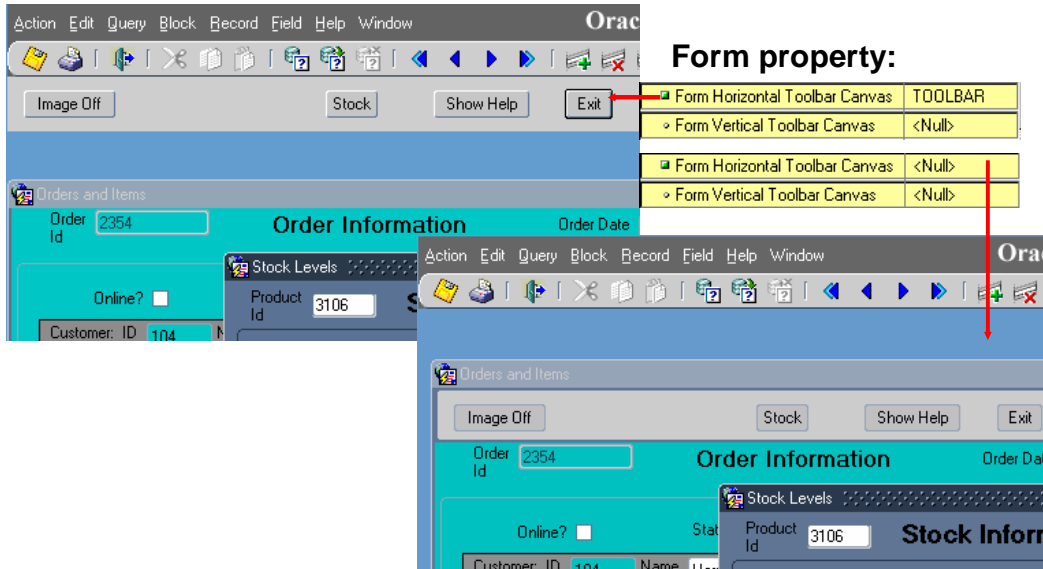 Action Edit Query Block Record Field Help Window
Image Off Stock Show Help Exit
Orders and Items
Order Id 2354 Order Information Order Date
Stock Levels
Online? Product Id 3106 S
Customer: ID 104 N
Form property:
Form Horizontal Toolbar Canvas TOOLBAR
Form Vertical Toolbar Canvas <Null>
Form Horizontal Toolbar Canvas <Null>
Form Vertical Toolbar Canvas <Null>
Action Edit Query Block Record Field Help Window
Orders and Items
Image Off Stock Show Help Exit
Order Id 2354 Order Information Order Da
Stock Levels
Online? Stat Product Id 3106 Stock Inform
Customer: ID 104 Name